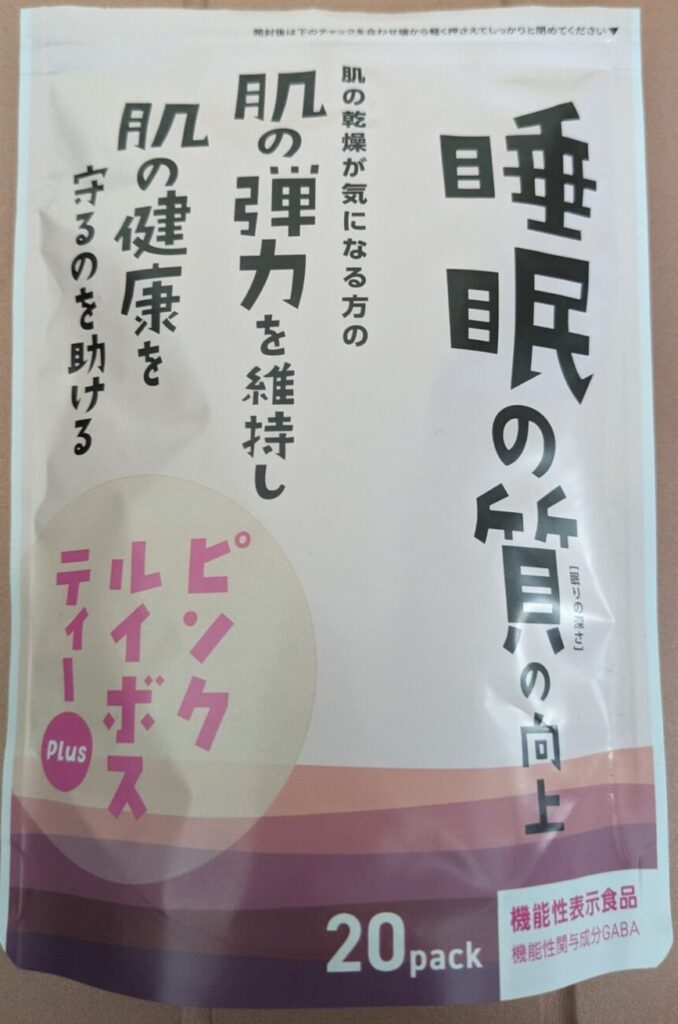 開封後は下のチャックを合わせ端から軽く押さえてしっかりと閉めてください▼
睡眠の質の向上
[眠りの深さ]
肌の乾燥が気になる方の
肌の弾力を維持し
肌の健康を
守るのを助ける
ピンク
ルイボス
ティー
Plus
20pack
機能性表示食品
機能性関与成分GABA